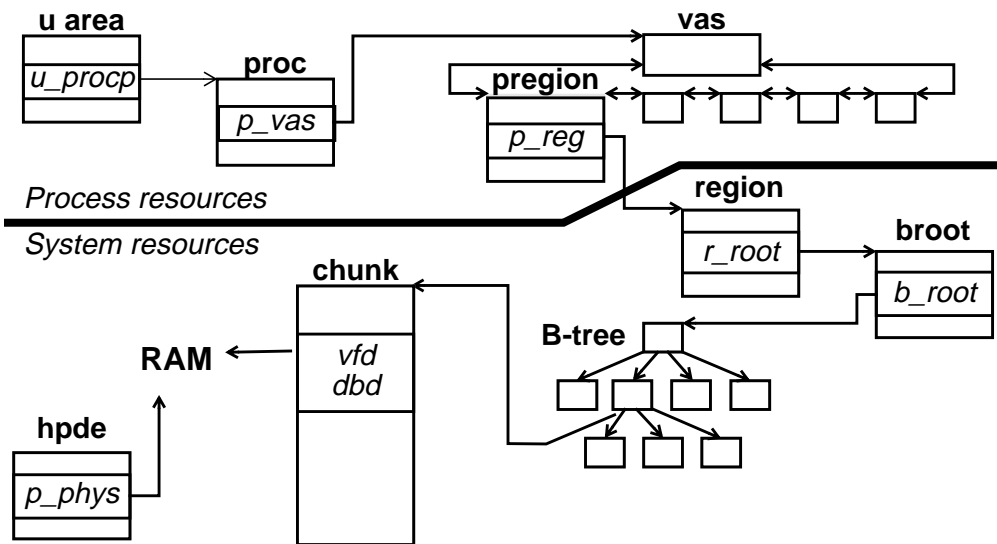 u area
vas
u_procp
proc
pregion
p_vas
p_reg
Process resources
region
System resources
r_root
broot
chunk
b_root
B-tree
RAM
vfd
dbd
hpde
p_phys